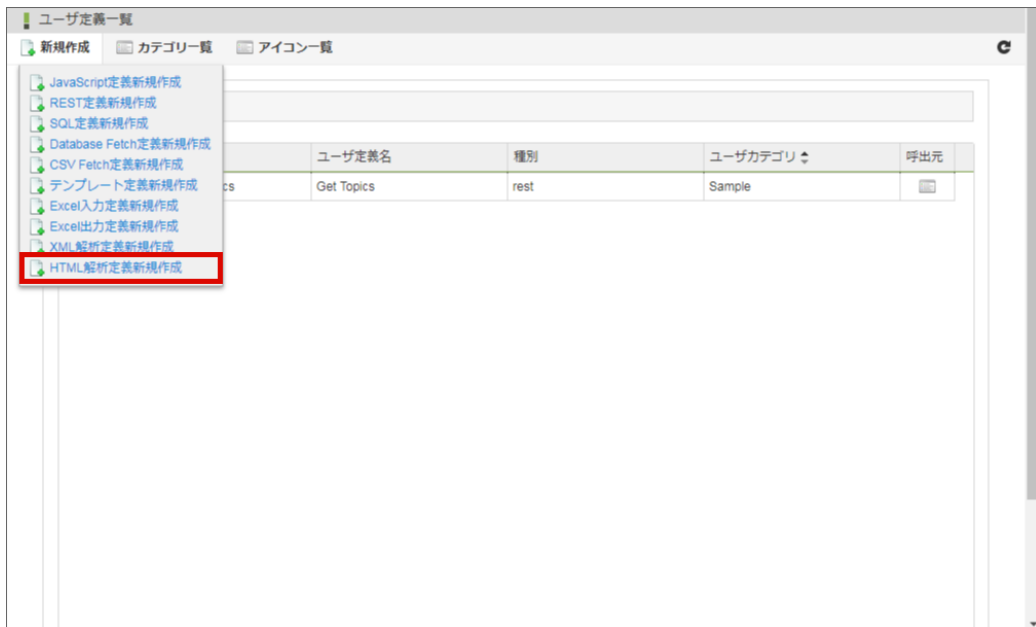 ユーザ定義一覧
新規作成 カテゴリ一覧 アイコン一覧
JavaScript定義新規作成
REST定義新規作成
SQL定義新規作成
Database Fetch定義新規作成
CSV Fetch定義新規作成
テンプレート定義新規作成
Excel入力定義新規作成
Excel出力定義新規作成
XML解析定義新規作成
HTML解析定義新規作成
ユーザ定義名 種別 ユーザカテゴリ 呼出元
cs Get Topics rest Sample